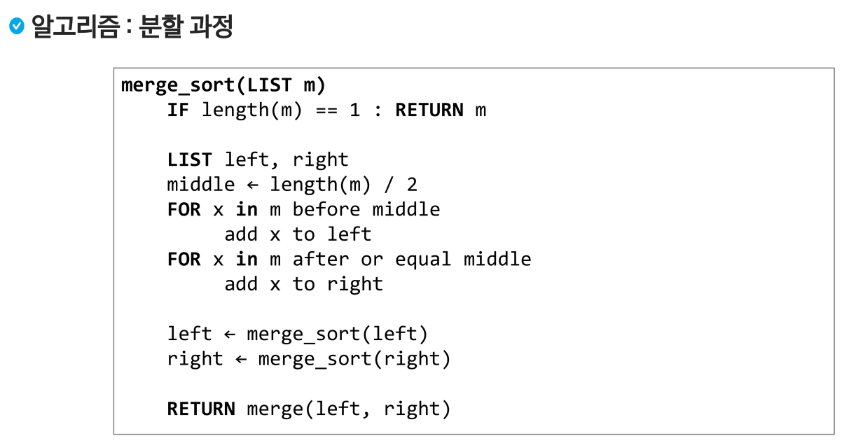 알고리즘 : 분할 과정
merge_sort(LIST m)
IF length(m) == 1 : RETURN m
LIST left, right
middle ← length(m) / 2
FOR x in m before middle
add x to left
FOR x in m after or equal middle
add x to right
left ← merge_sort(left)
right ← merge_sort(right)
RETURN merge(left, right)